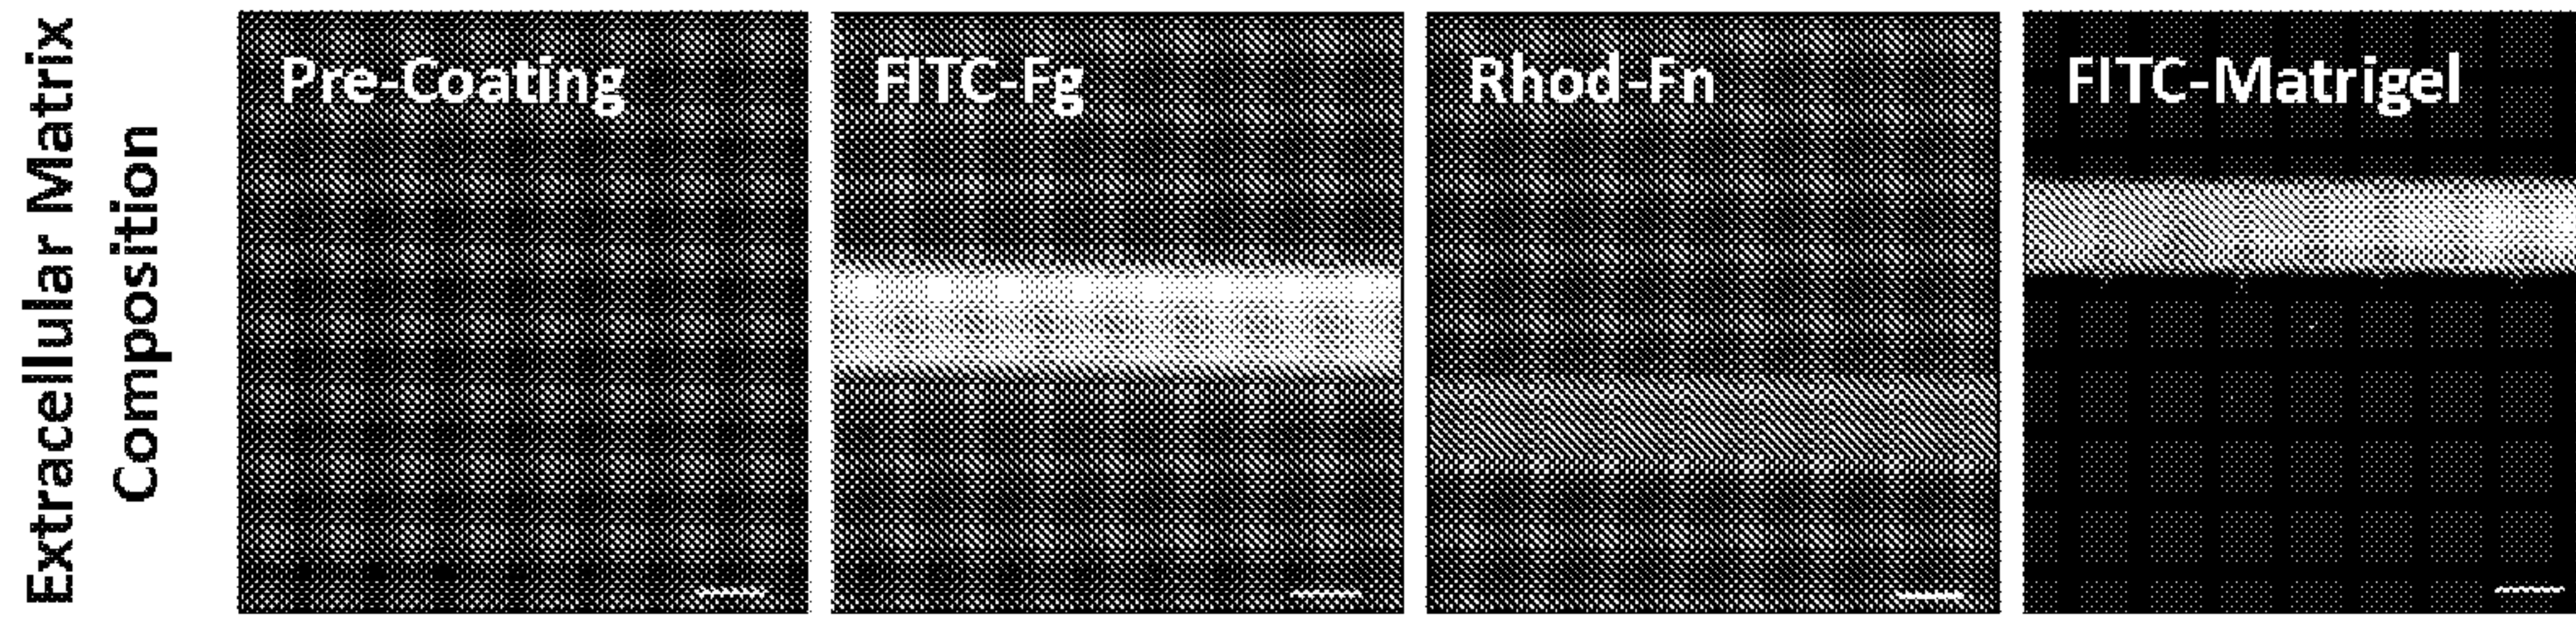 Extracellular Matrix
Composition
Pre-Coating
FITC-Fg
Rhod-Fn
FITC-Matrigel